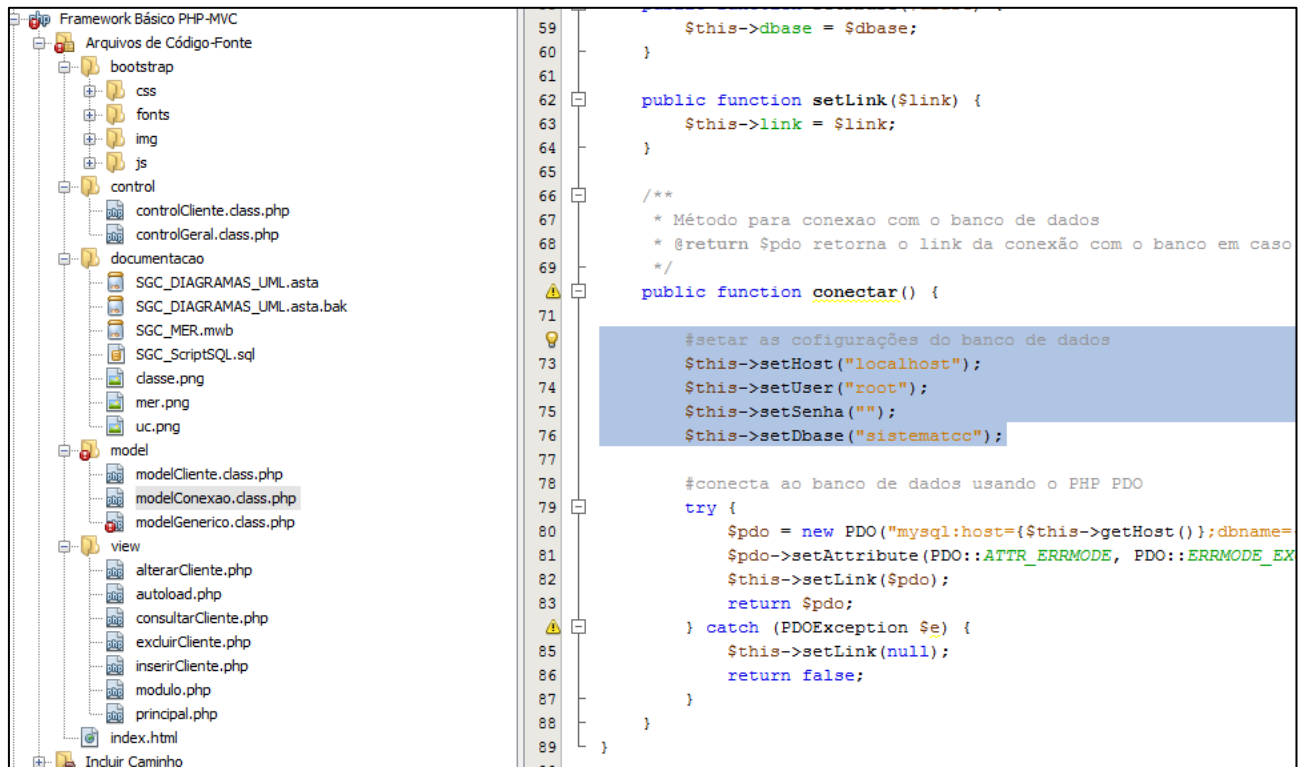 Framework Básico PHP-MVC
Arquivos de Código-Fonte
bootstrap
css
fonts
img
js
control
controlCliente.class.php
controlGeral.class.php
documentacao
SGC_DIAGRAMAS_UML.asta
SGC_DIAGRAMAS_UML.asta.bak
SGC_MER.mwb
SGC_ScriptSQL.sql
classe.png
mer.png
uc.png
model
modelCliente.class.php
modelConexao.class.php
modelGenerico.class.php
view
alterarCliente.php
autoload.php
consultarCliente.php
excluirCliente.php
inserirCliente.php
modulo.php
principal.php
index.html
Incluir Caminho
59 $this->dbase = $dbase;
60 }
61
62 public function setLink($link) {
63 $this->link = $link;
64 }
65
66 /**
67 * Método para conexao com o banco de dados
68 * @return $pdo retorna o link da conexão com o banco em caso
69 */
public function conectar() {
71
#setar as cofigurações do banco de dados
73 $this->setHost("localhost");
74 $this->setUser("root");
75 $this->setSenha("");
76 $this->setDbase("sistematcc");
77
78 #conecta ao banco de dados usando o PHP PDO
79 try {
80 $pdo = new PDO("mysql:host={$this->getHost()};dbname=
81 $pdo->setAttribute(PDO::ATTR_ERRMODE, PDO::ERRMODE_EX
82 $this->setLink($pdo);
83 return $pdo;
} catch (PDOException $e) {
85 $this->setLink(null);
86 return false;
87 }
88 }
89 }